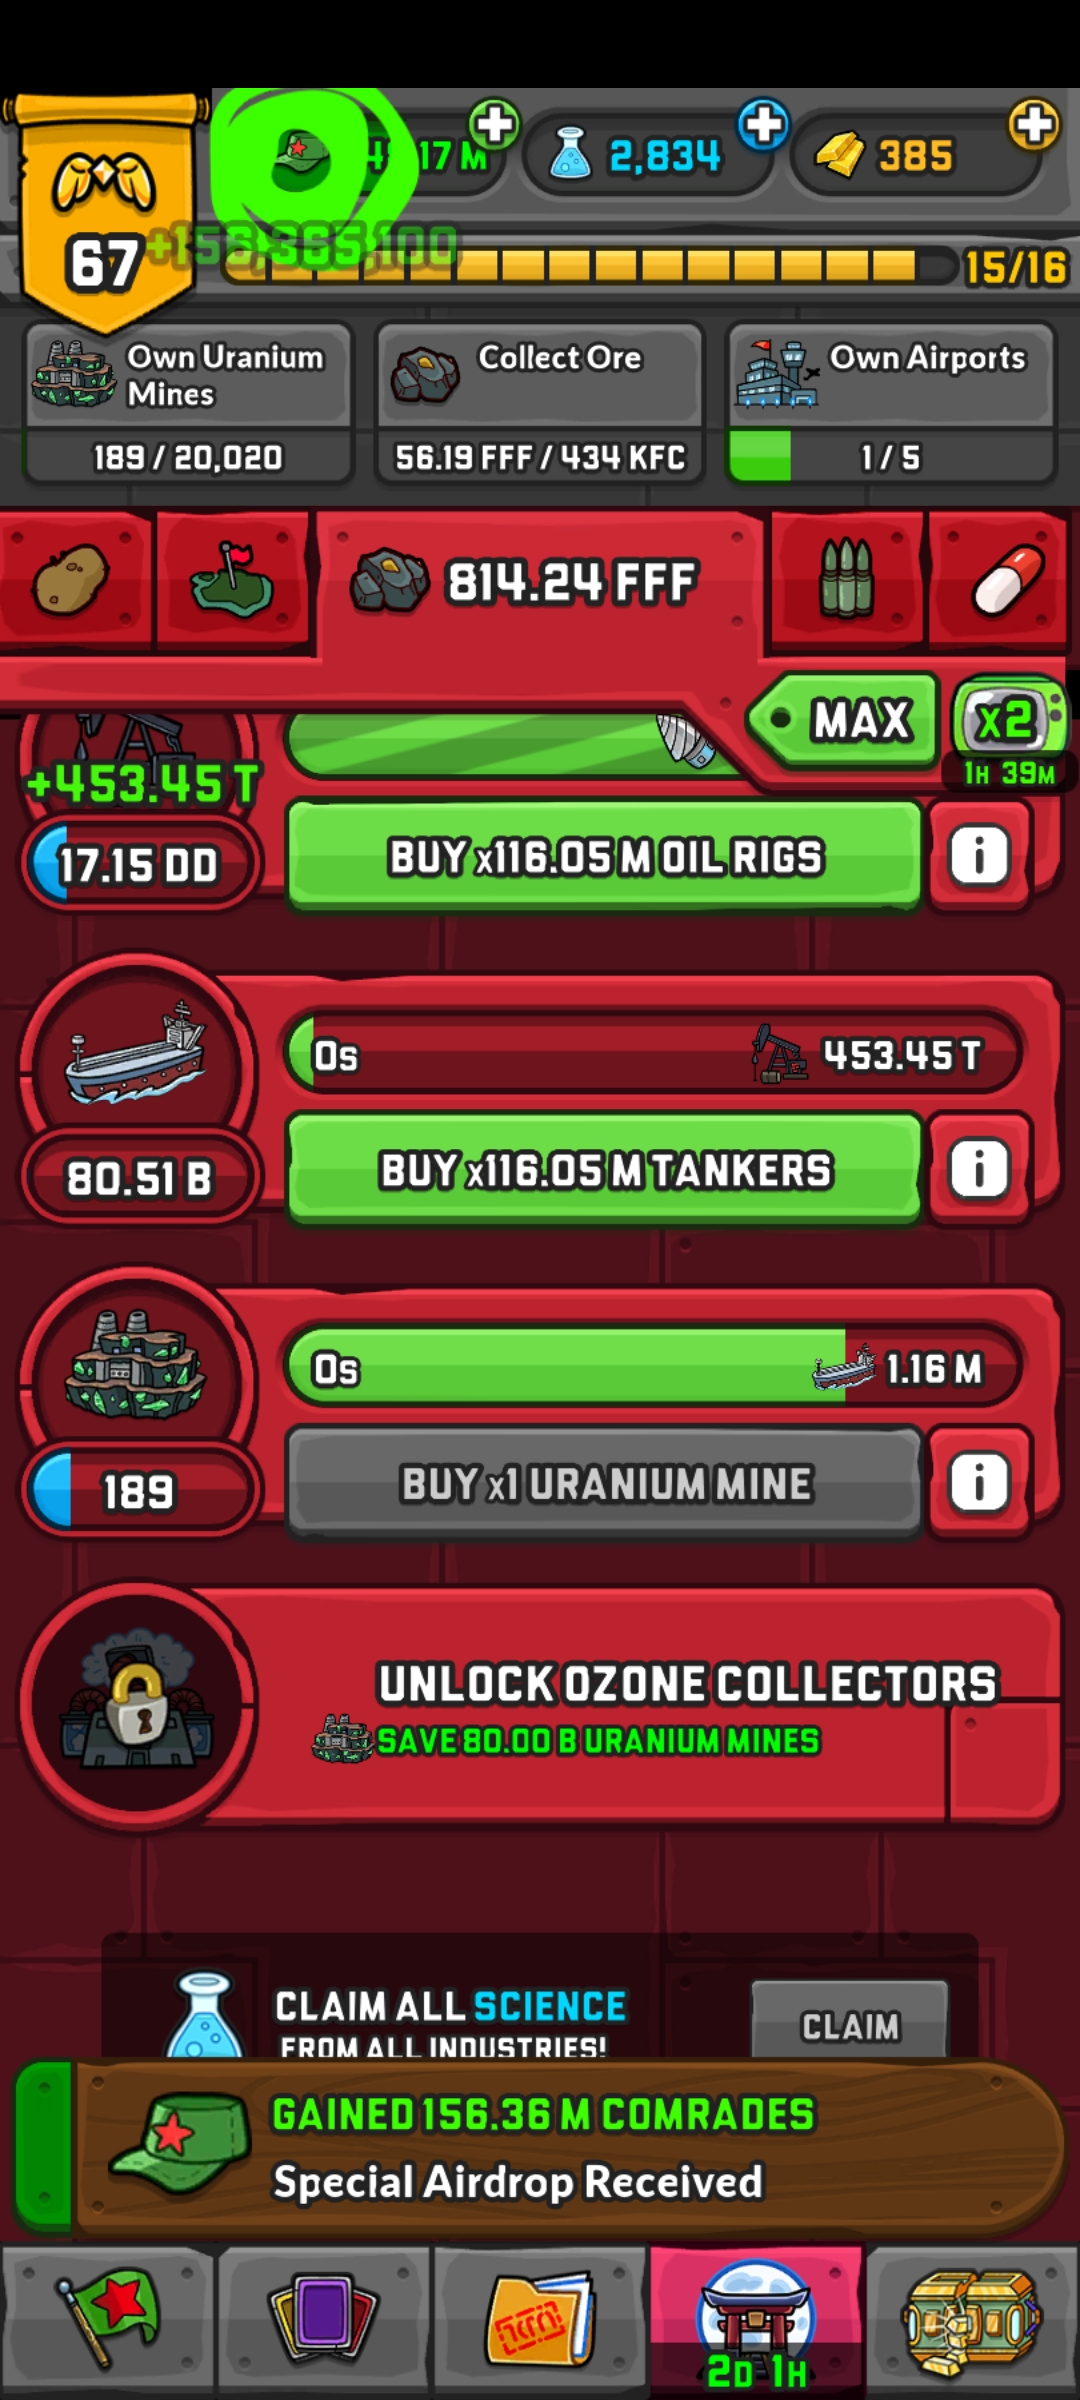 17 M
2,834
385
67
+156,365,100
15/16
Own Uranium
Mines
189 / 20,020
Collect Ore
56.19 FFF / 434 KFC
Own Airports
1 / 5
814.24 FFF
MAX
x2
1H 39M
+453.45 T
17.15 DD
BUY x116.05 M OIL RIGS
i
0s
453.45 T
80.51 B
BUY x116.05 M TANKERS
i
0s
1.16 M
189
BUY x1 URANIUM MINE
i
UNLOCK OZONE COLLECTORS
SAVE 80.00 B URANIUM MINES
CLAIM ALL SCIENCE
FROM ALL INDUSTRIES!
CLAIM
GAINED 156.36 M COMRADES
Special Airdrop Received
2D 1H